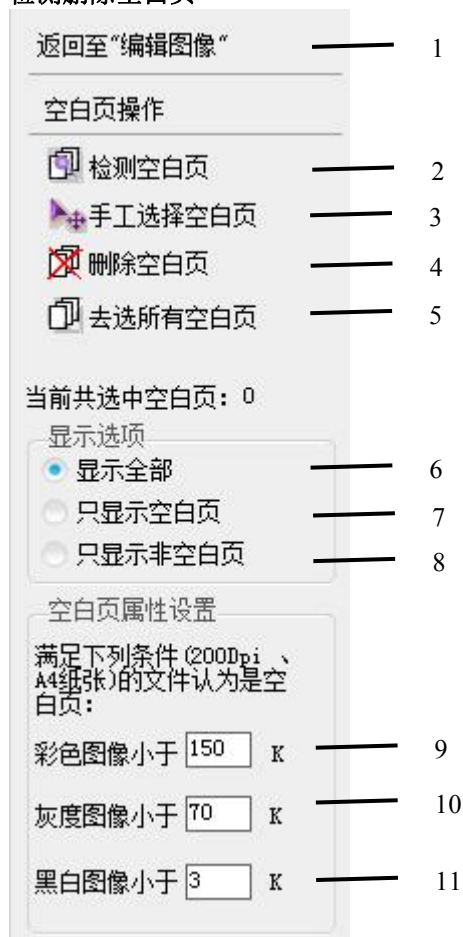 检测删除空白页
返回至“编辑图像“ 1
空白页操作
检测空白页 2
手工选择空白页 3
删除空白页 4
去选所有空白页 5
当前共选中空白页: 0
显示选项
显示全部 6
只显示空白页 7
只显示非空白页 8
空白页属性设置
满足下列条件(200Dpi 、
A4纸张)的文件认为是空
白页:
彩色图像小于 150 K 9
灰度图像小于 70 K 10
黑白图像小于 3 K 11